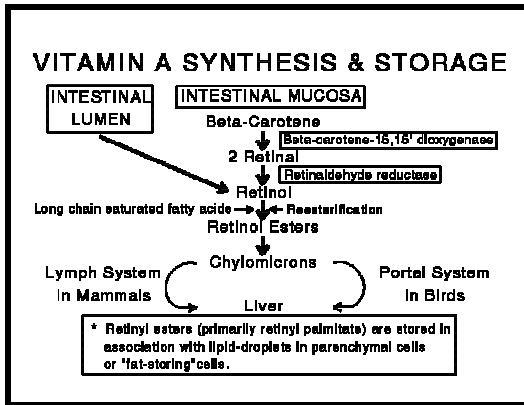 VITAMIN A SYNTHESIS & STORAGE
INTESTINAL
LUMEN
INTESTINAL MUCOSA
Beta-Carotene
Beta-carotene-15,15' dioxygenase
2 Retinal
Retinaldehyde reductase
Retinol
Long chain saturated fatty acids
Reesterification
Retinol Esters
Chylomicrons
Lymph System
in Mammals
Portal System
in Birds
Liver
* Retinyl esters (primarily retinyl palmitate) are stored in
association with lipid-droplets in parenchymal cells
or "fat-storing"cells.